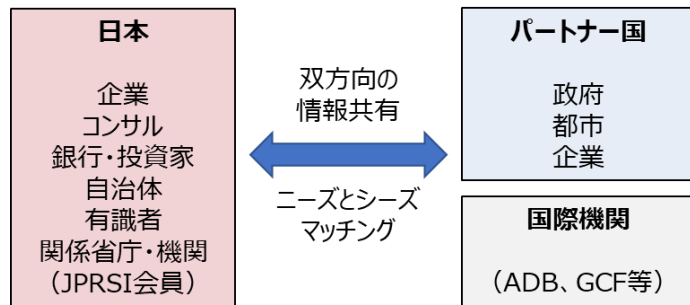 日本
企業
コンサル
銀行・投資家
自治体
有識者
関係省庁・機関
（JPRSI会員）
双方向の
情報共有
ニーズとシーズ
マッチング
パートナー国
政府
都市
企業
国際機関
（ADB、GCF等）